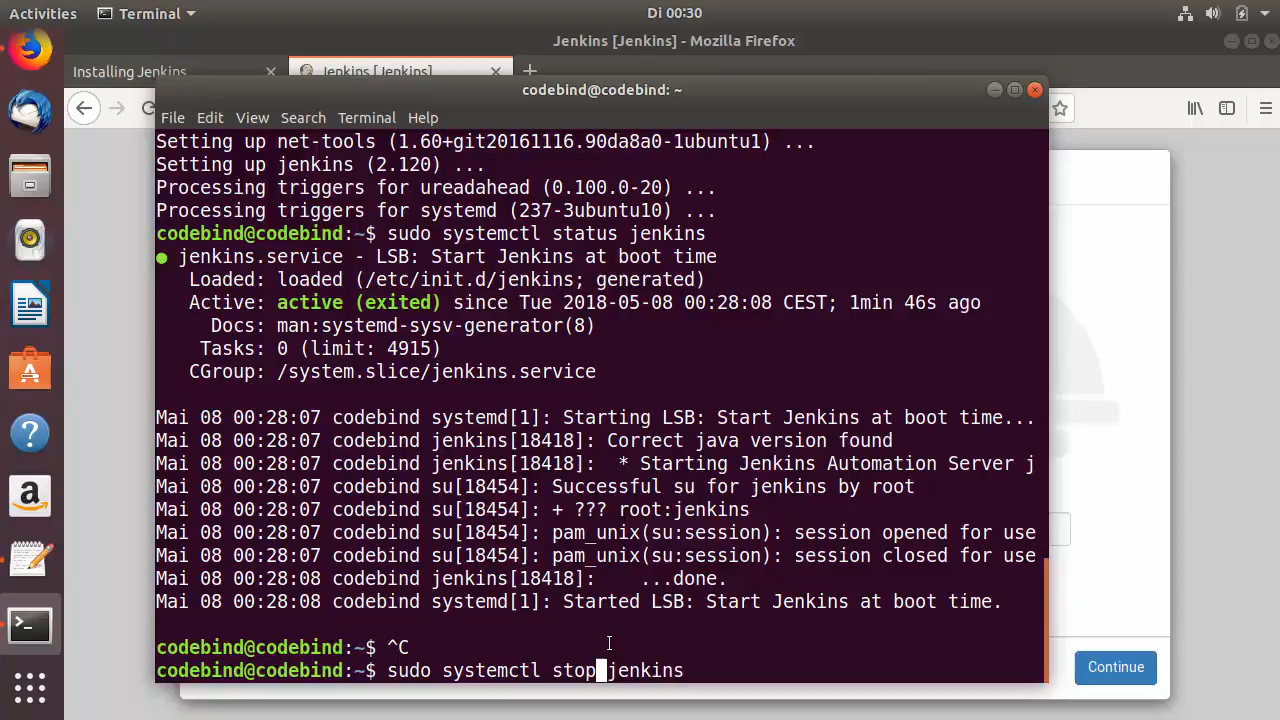 Activities Terminal Di 00:30
Jenkins [Jenkins] - Mozilla Firefox
Installing Jenkins Jenkins [Jenkins]
codebind@codebind: ~
File Edit View Search Terminal Help
Setting up net-tools (1.60+git20161116.90da8a0-1ubuntu1) ...
Setting up jenkins (2.120) ...
Processing triggers for ureadahead (0.100.0-20) ...
Processing triggers for systemd (237-3ubuntu10) ...
codebind@codebind:~$ sudo systemctl status jenkins
● jenkins.service - LSB: Start Jenkins at boot time
Loaded: loaded (/etc/init.d/jenkins; generated)
Active: active (exited) since Tue 2018-05-08 00:28:08 CEST; 1min 46s ago
Docs: man:systemd-sysv-generator(8)
Tasks: 0 (limit: 4915)
CGroup: /system.slice/jenkins.service
Mai 08 00:28:07 codebind systemd[1]: Starting LSB: Start Jenkins at boot time...
Mai 08 00:28:07 codebind jenkins[18418]: Correct java version found
Mai 08 00:28:07 codebind jenkins[18418]:  * Starting Jenkins Automation Server j
Mai 08 00:28:07 codebind su[18454]: Successful su for jenkins by root
Mai 08 00:28:07 codebind su[18454]: + ??? root:jenkins
Mai 08 00:28:07 codebind su[18454]: pam_unix(su:session): session opened for use
Mai 08 00:28:07 codebind su[18454]: pam_unix(su:session): session closed for use
Mai 08 00:28:08 codebind jenkins[18418]:    ...done.
Mai 08 00:28:08 codebind systemd[1]: Started LSB: Start Jenkins at boot time.
codebind@codebind:~$ ^C
codebind@codebind:~$ sudo systemctl stop jenkins
Continue